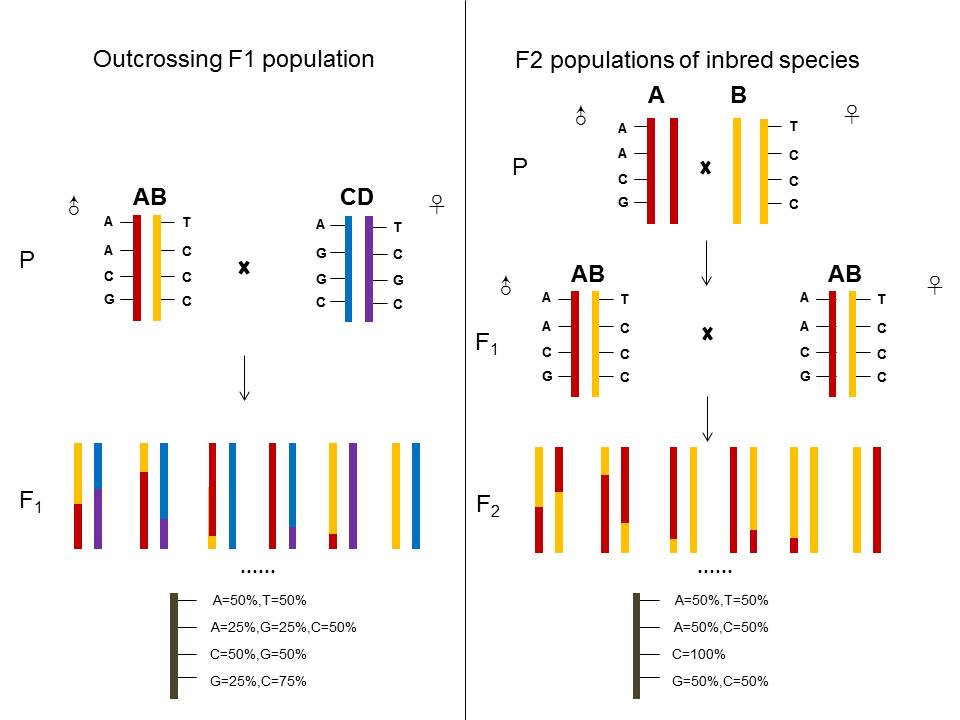 Outcrossing F1 population
♂ AB CD ♀
P
A T A T
A C G C
C C G G
G C C C
x
F1
......
A=50%,T=50%
A=25%,G=25%,C=50%
C=50%,G=50%
G=25%,C=75%
F2 populations of inbred species
♂ A B ♀
P
A T
A C
C C
G C
x
♂ AB AB ♀
F1
A T A T
A C A C
C C C C
G C G C
x
F2
......
A=50%,T=50%
A=50%,C=50%
C=100%
G=50%,C=50%